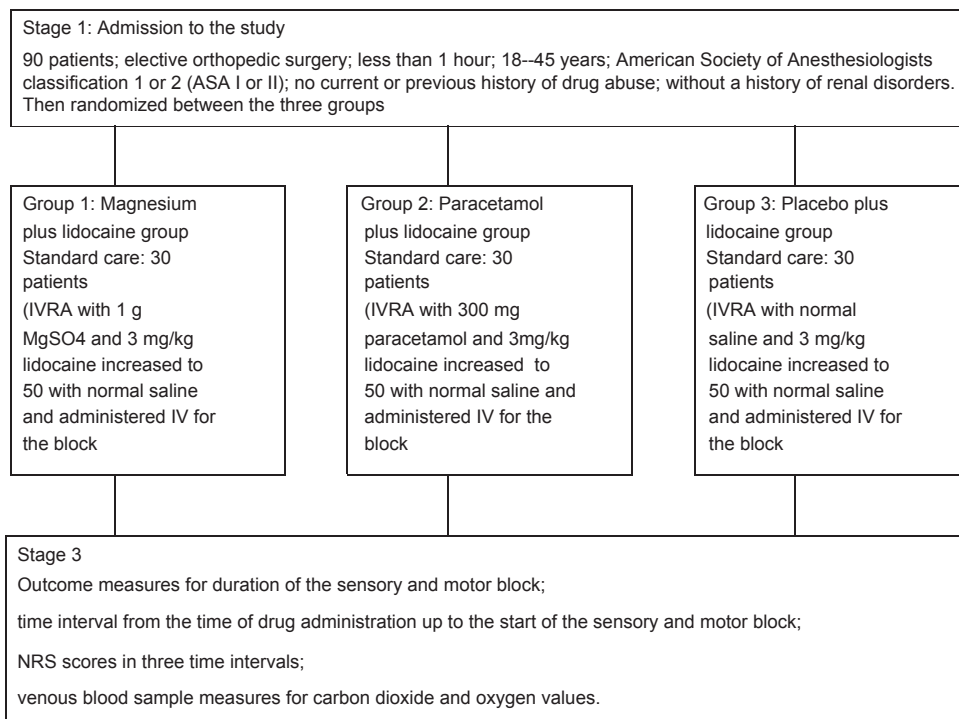 Stage 1: Admission to the study
90 patients; elective orthopedic surgery; less than 1 hour; 18--45 years; American Society of Anesthesiologists
classification 1 or 2 (ASA I or II); no current or previous history of drug abuse; without a history of renal disorders.
Then randomized between the three groups
Group 1: Magnesium
plus lidocaine group
Standard care: 30
patients
(IVRA with 1 g
MgSO4 and 3 mg/kg
lidocaine increased to
50 with normal saline
and administered IV for
the block
Group 2: Paracetamol
plus lidocaine group
Standard care: 30
patients
(IVRA with 300 mg
paracetamol and 3mg/kg
lidocaine increased to
50 with normal saline and
administered IV for the
block
Group 3: Placebo plus
lidocaine group
Standard care: 30
patients
(IVRA with normal
saline and 3 mg/kg
lidocaine increased to
50 with normal saline
and administered IV for
the block
Stage 3
Outcome measures for duration of the sensory and motor block;
time interval from the time of drug administration up to the start of the sensory and motor block;
NRS scores in three time intervals;
venous blood sample measures for carbon dioxide and oxygen values.